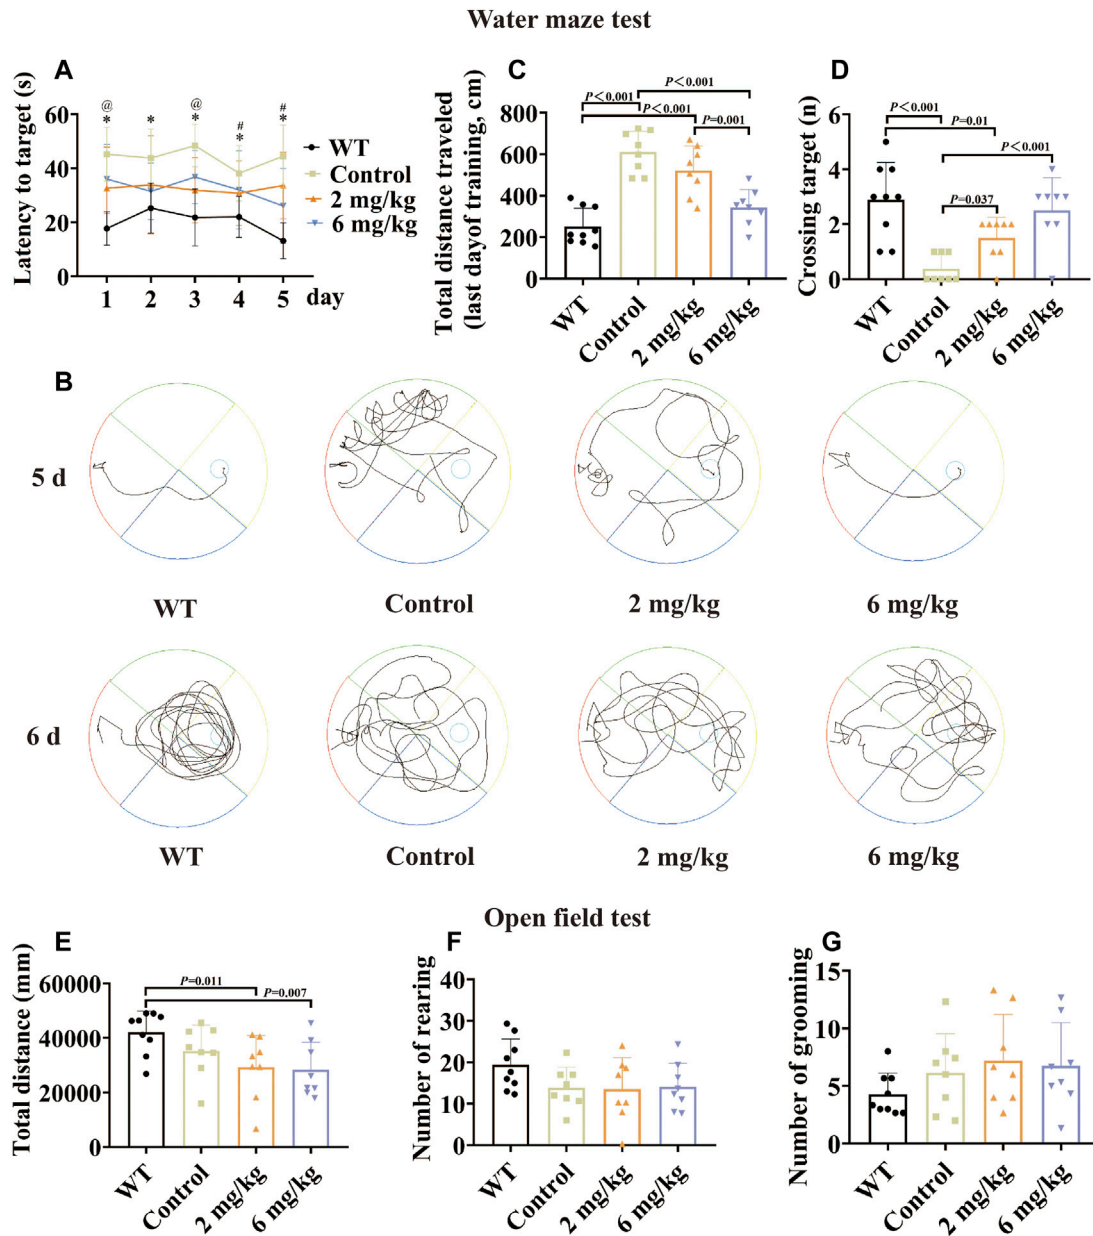 Water maze test
A
Latency to target (s)
60
40
20
0
@
*
*
@
*
#
*
#
*
1 2 3 4 5 day
WT
Control
2 mg/kg
6 mg/kg
C
Total distance traveled
(last dayof training, cm)
800
600
400
200
0
P＜0.001
P＜0.001
P＜0.001
P=0.001
WT
Control
2 mg/kg
6 mg/kg
D
Crossing target (n)
6
4
2
0
P＜0.001
P=0.01
P＜0.001
P=0.037
WT
Control
2 mg/kg
6 mg/kg
B
5 d
WT
Control
2 mg/kg
6 mg/kg
6 d
WT
Control
2 mg/kg
6 mg/kg
Open field test
E
Total distance (mm)
60000
40000
20000
0
P=0.011
P=0.007
WT
Control
2 mg/kg
6 mg/kg
F
Number of rearing
40
30
20
10
0
WT
Control
2 mg/kg
6 mg/kg
G
Number of grooming
15
10
5
0
WT
Control
2 mg/kg
6 mg/kg